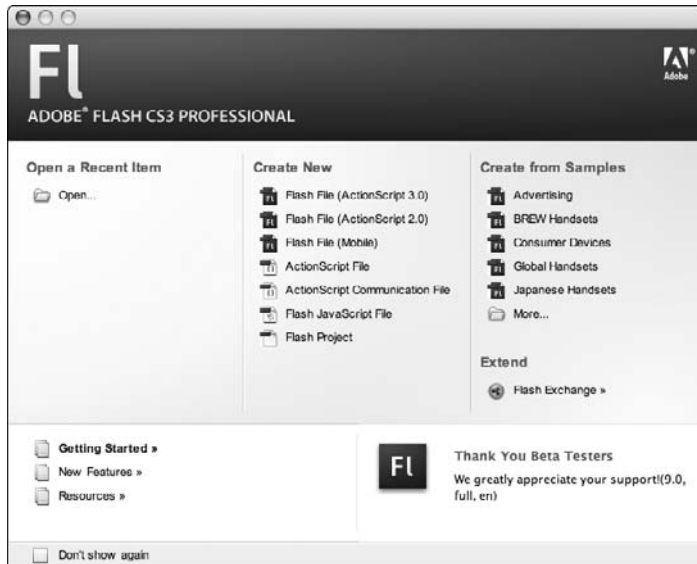 Fl
ADOBE® FLASH CS3 PROFESSIONAL
Adobe
Open a Recent Item
Open...
Create New
Flash File (ActionScript 3.0)
Flash File (ActionScript 2.0)
Flash File (Mobile)
ActionScript File
ActionScript Communication File
Flash JavaScript File
Flash Project
Create from Samples
Advertising
BREW Handsets
Consumer Devices
Global Handsets
Japanese Handsets
More...
Extend
Flash Exchange »
Getting Started »
New Features »
Resources »
Fl
Thank You Beta Testers
We greatly appreciate your support!(9.0,
full, en)
Don't show again